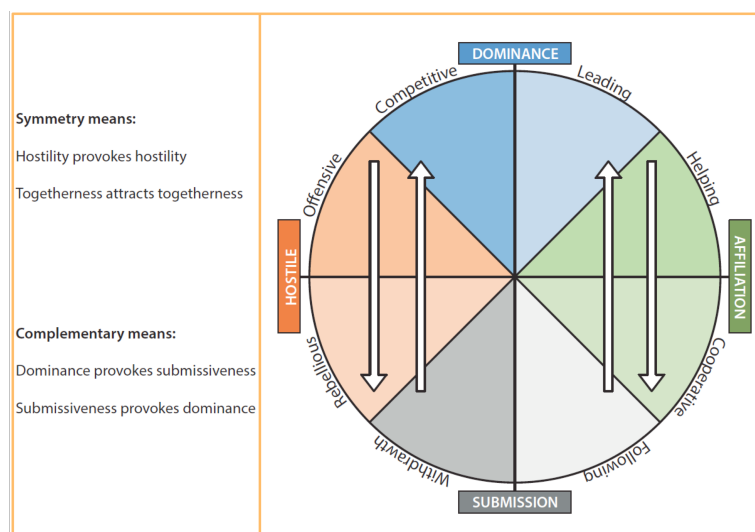 Symmetry means:
Hostility provokes hostility
Togetherness attracts togetherness
Complementary means:
Dominance provokes submissiveness
Submissiveness provokes dominance
DOMINANCE
Competitive
Leading
Offensive
Helping
HOSTILE
AFFILIATION
Rebellious
Cooperative
Withdrawth
Following
SUBMISSION